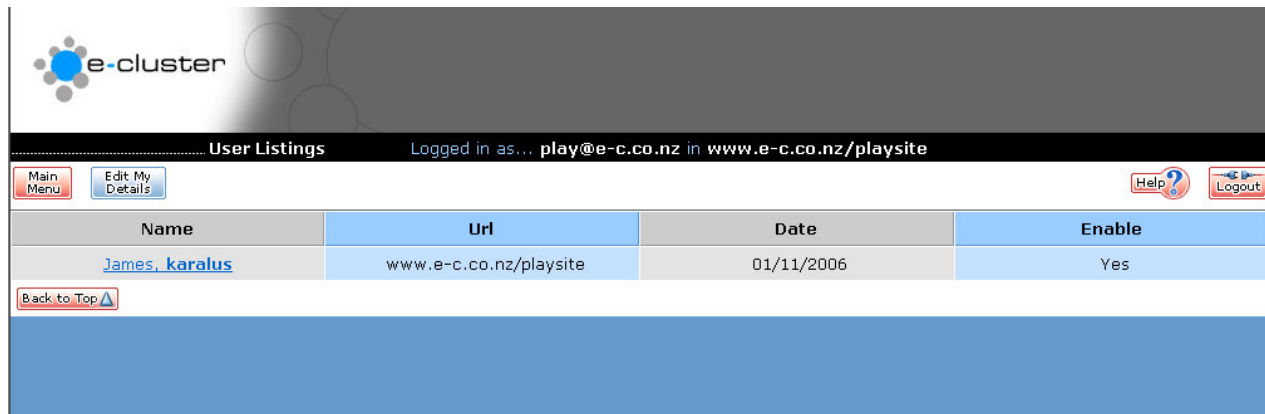 e-cluster
User Listings Logged in as... play@e-c.co.nz in www.e-c.co.nz/playsite
Main Menu
Edit My Details
Help?
Logout
Name Url Date Enable
James, karalus www.e-c.co.nz/playsite 01/11/2006 Yes
Back to Top